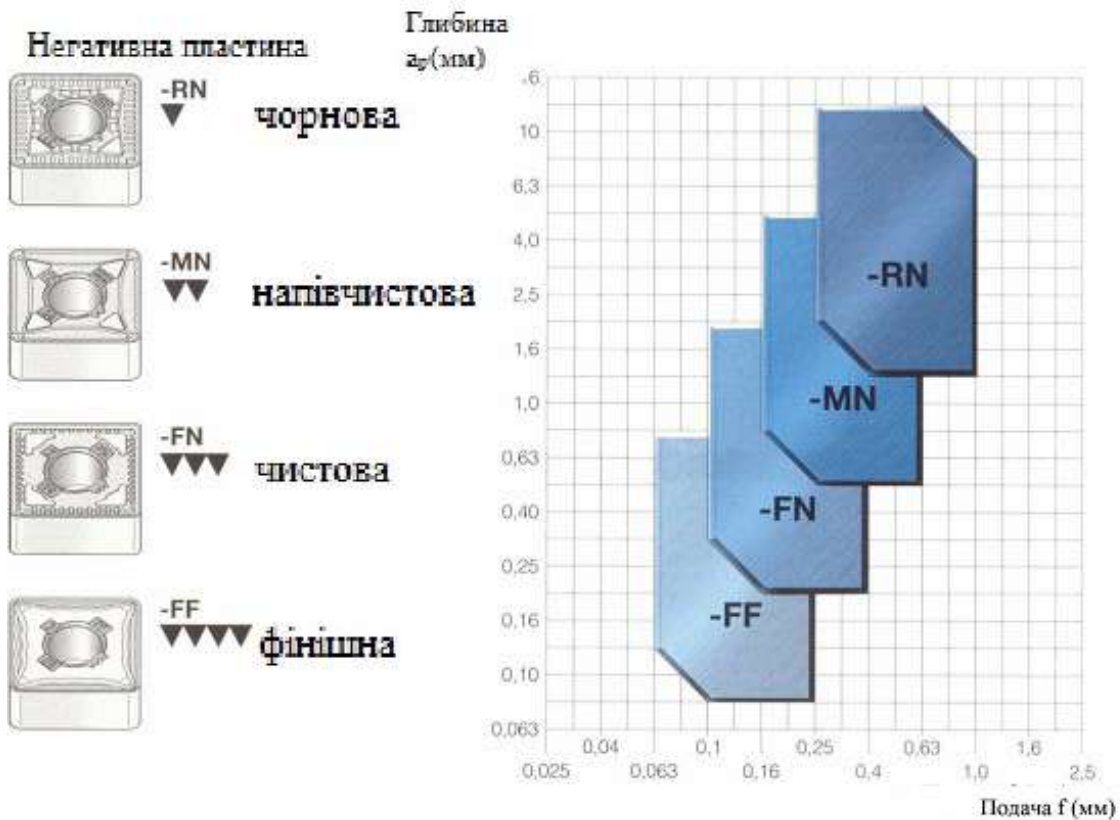 Негативна пластина
-RN
чорнова
-MN
напівчистова
-FN
чистова
-FF
фінішна
Глибина
aₚ(мм)
.6
10
6.3
4.0
2.5
1.6
1.0
0,63
0,40
0,25
0,16
0,10
0,063
-RN
-MN
-FN
-FF
0,04 0,1 0,25 0,63 1,6
0,025 0,063 0,16 0,4 1,0 2.5
Подача f (мм)